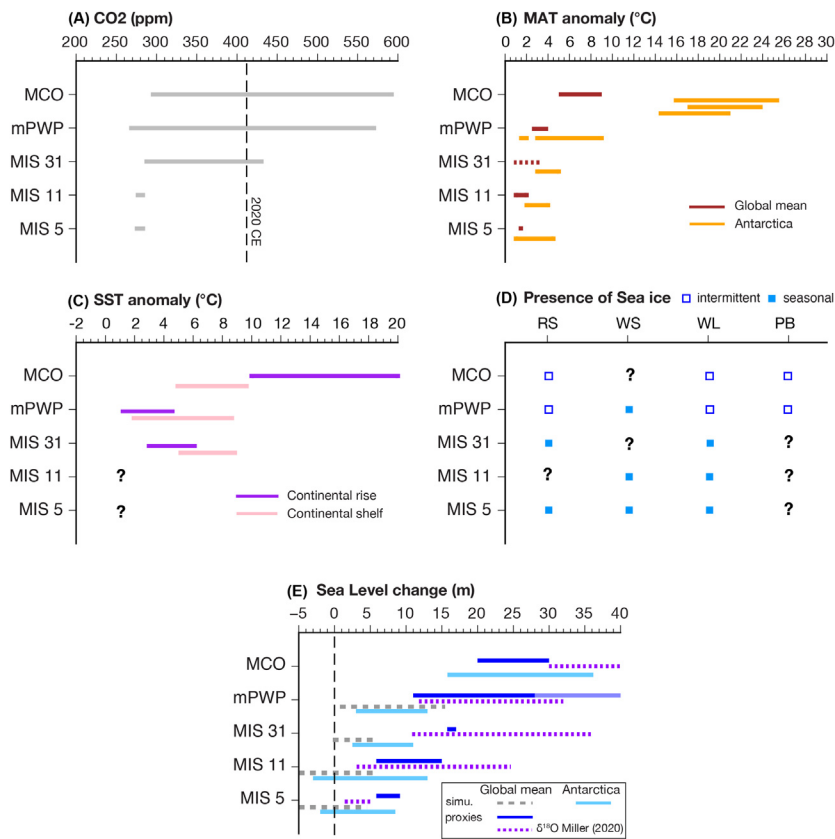 (A) CO2 (ppm)
200 300 400 500 600
MCO
mPWP
MIS 31
MIS 11
MIS 5
2020 CE
(B) MAT anomaly (°C)
0 2 4 6 8 10 12 14 16 18 20 22 24 26 28 30
MCO
mPWP
MIS 31
MIS 11
MIS 5
Global mean
Antarctica
(C) SST anomaly (°C)
-2 0 2 4 6 8 10 12 14 16 18 20
MCO
mPWP
MIS 31
MIS 11 ?
MIS 5 ?
Continental rise
Continental shelf
(D) Presence of Sea ice intermittent seasonal
RS WS WL PB
MCO ?
mPWP
MIS 31 ? ?
MIS 11 ? ?
MIS 5 ?
(E) Sea Level change (m)
–5 0 5 10 15 20 25 30 35 40
MCO
mPWP
MIS 31
MIS 11
MIS 5
Global mean Antarctica
simu.
proxies
δ18O Miller (2020)